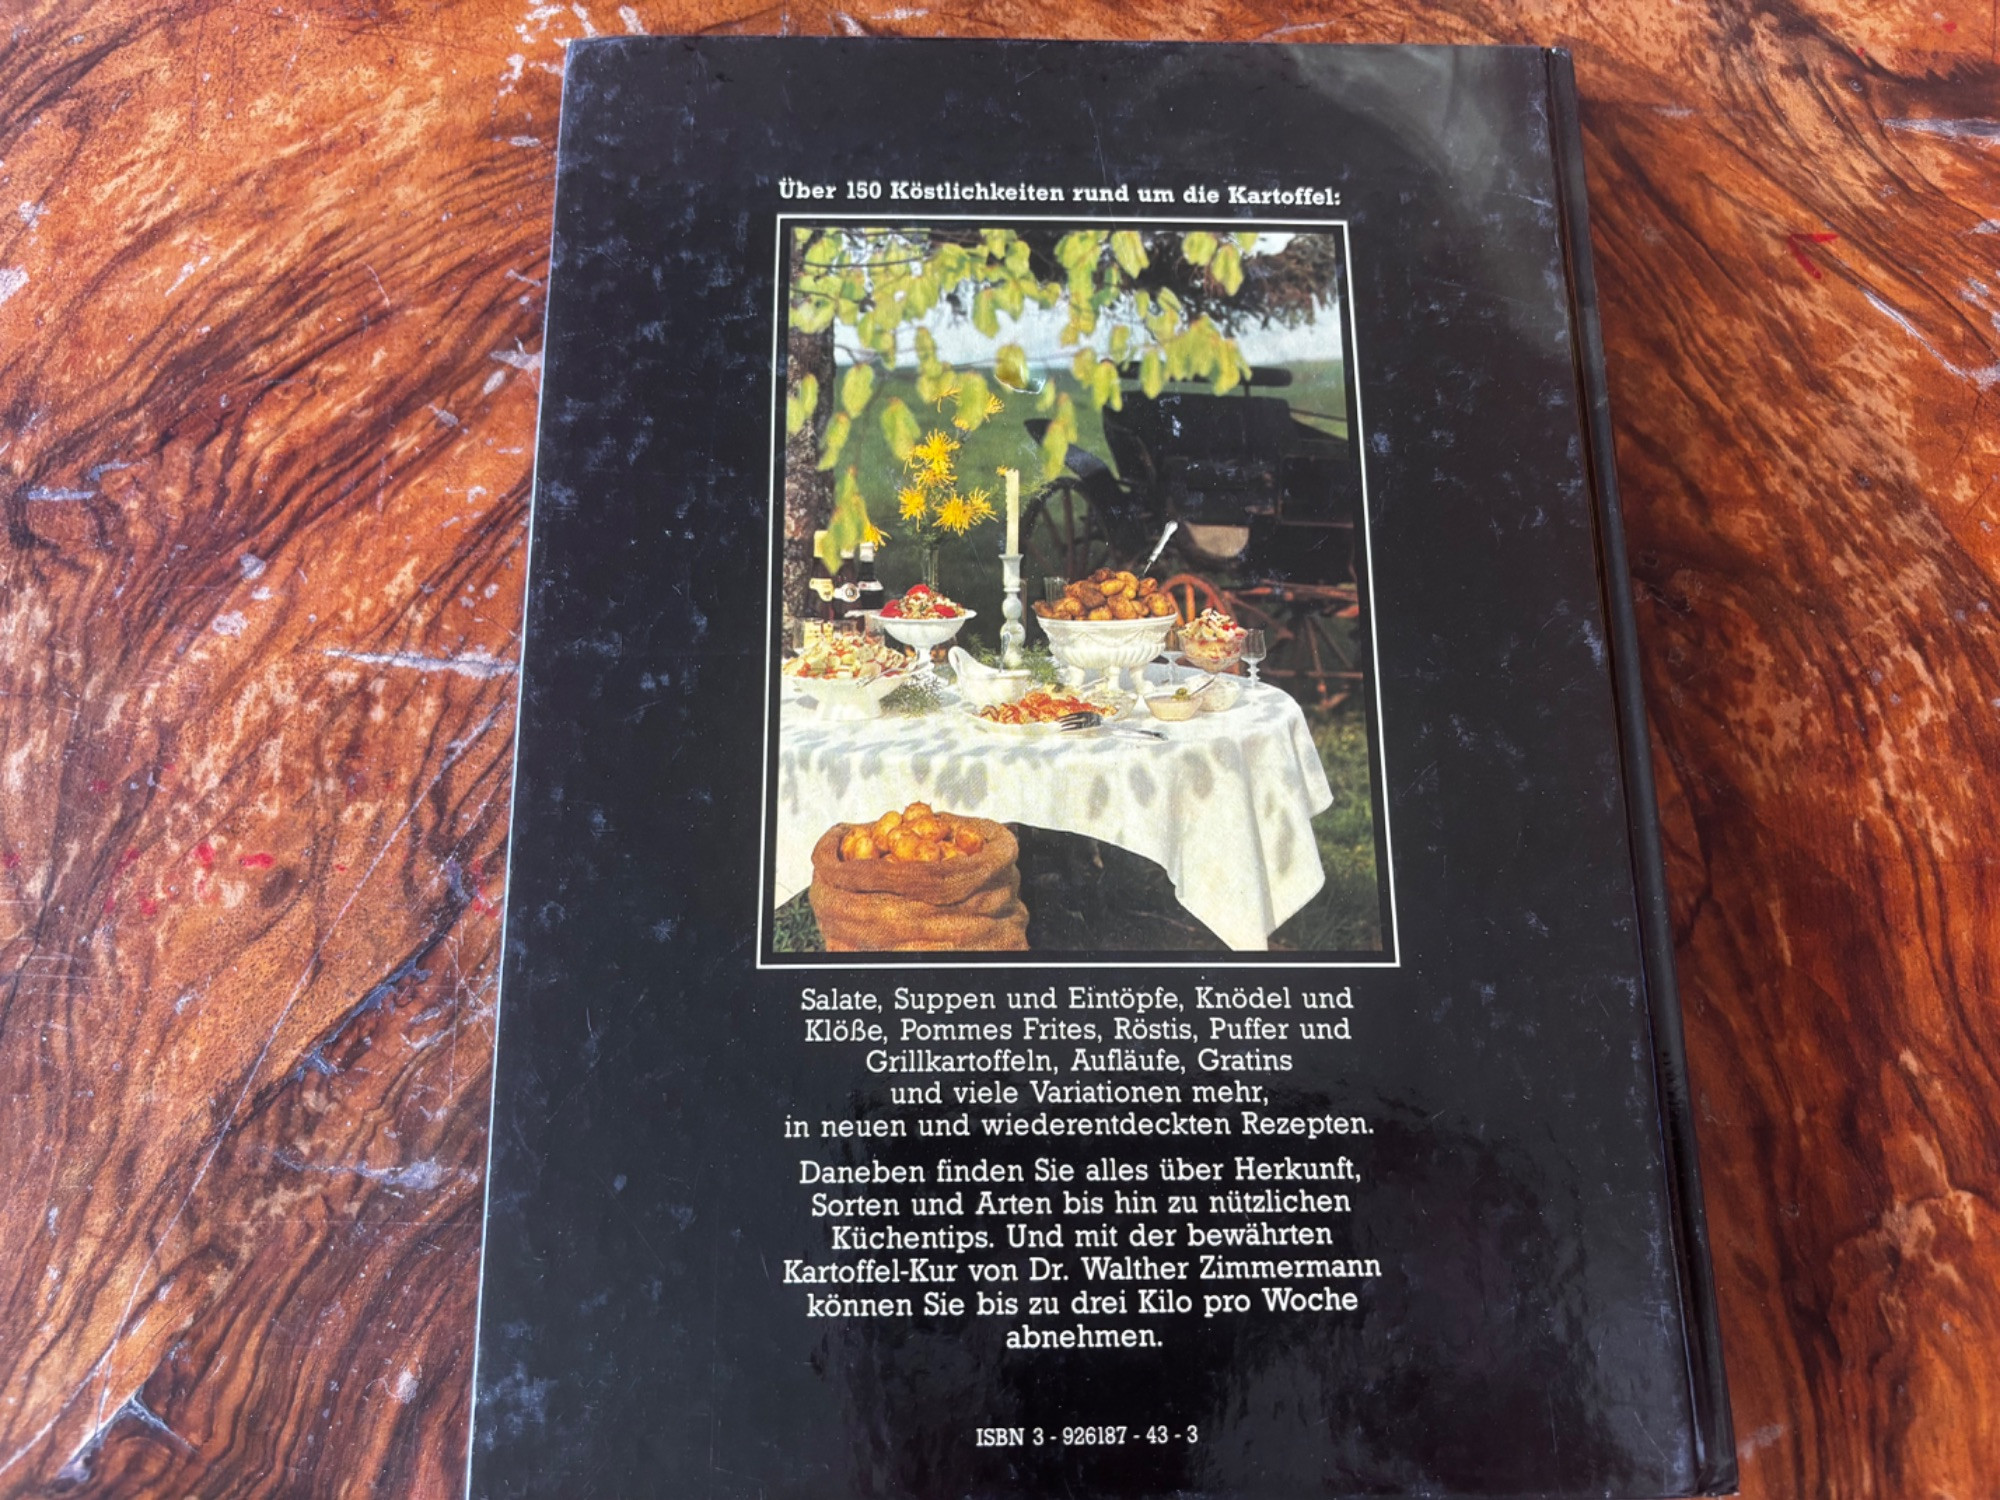 Über 150 Köstlichkeiten rund um die Kartoffel:
Salate, Suppen und Eintöpfe, Knödel und
Klöße, Pommes Frites, Röstis, Puffer und
Grillkartoffeln, Aufläufe, Gratins
und viele Variationen mehr,
in neuen und wiederentdeckten Rezepten.
Daneben finden Sie alles über Herkunft,
Sorten und Arten bis hin zu nützlichen
Küchentips. Und mit der bewährten
Kartoffel-Kur von Dr. Walther Zimmermann
können Sie bis zu drei Kilo pro Woche
abnehmen.
ISBN 3 - 926187 - 43 - 3